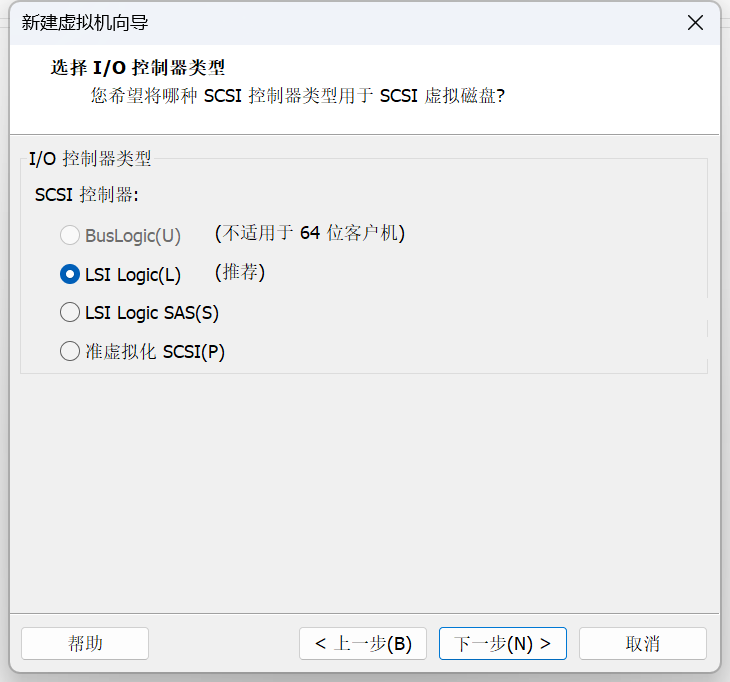 新建虚拟机向导
选择 I/O 控制器类型
您希望将哪种 SCSI 控制器类型用于 SCSI 虚拟磁盘?
I/O 控制器类型
SCSI 控制器:
BusLogic(U) (不适用于 64 位客户机)
LSI Logic(L) (推荐)
LSI Logic SAS(S)
准虚拟化 SCSI(P)
帮助 < 上一步(B) 下一步(N) > 取消